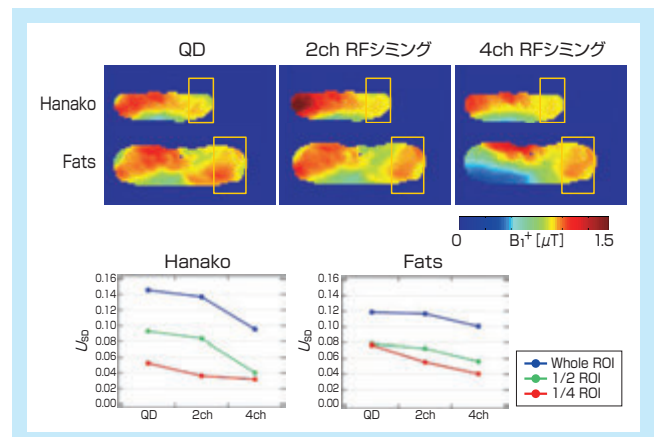 QD 2ch RFシミング 4ch RFシミング
Hanako
Fats
0 B₁⁺ [μT] 1.5
Hanako
0.16
0.14
0.12
0.10
0.08
0.06
0.04
0.02
0.00
USD
QD 2ch 4ch
Fats
0.16
0.14
0.12
0.10
0.08
0.06
0.04
0.02
0.00
USD
QD 2ch 4ch
Whole ROI
1/2 ROI
1/4 ROI